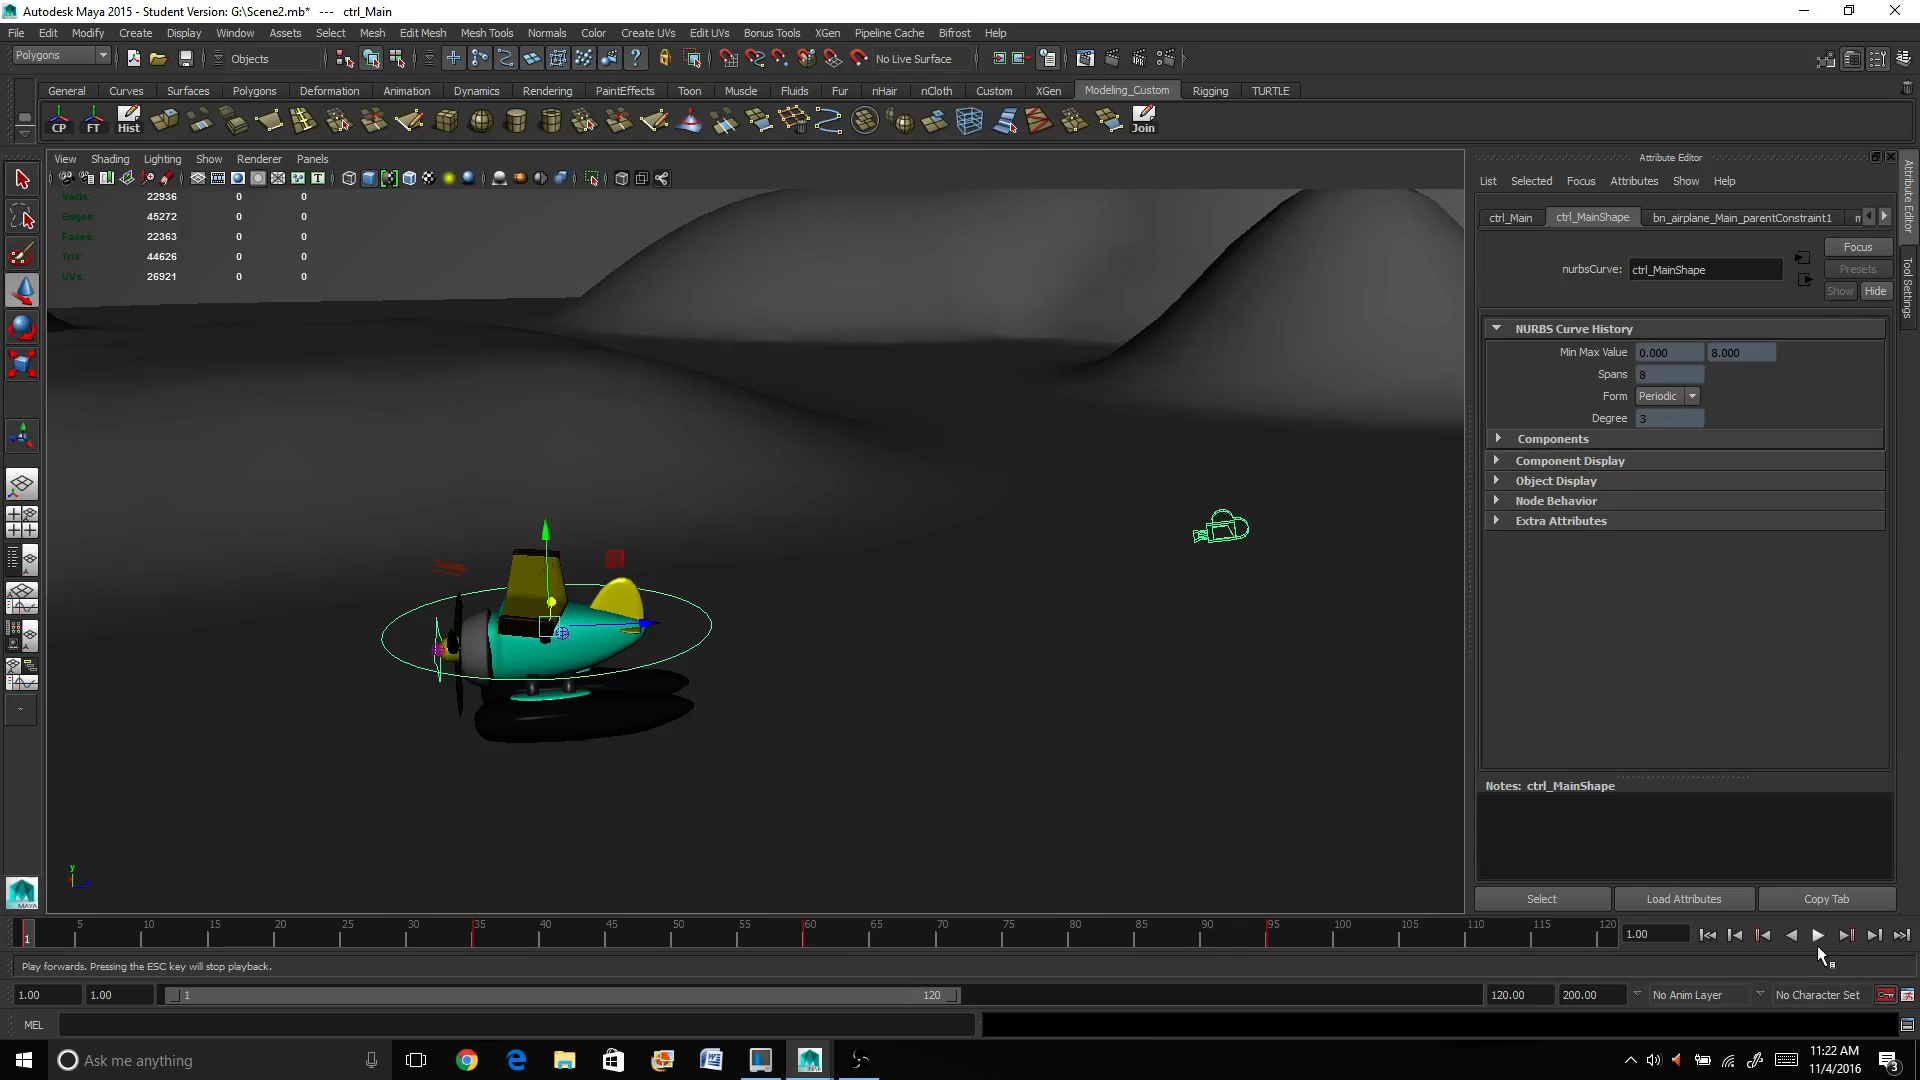 Autodesk Maya 2015 - Student Version: G:\Scene2.mb*   ---   ctrl_Main
File Edit Modify Create Display Window Assets Select Mesh Edit Mesh Mesh Tools Normals Color Create UVs Edit UVs Bonus Tools XGen Pipeline Cache Bifrost Help
Polygons Objects No Live Surface
General Curves Surfaces Polygons Deformation Animation Dynamics Rendering PaintEffects Toon Muscle Fluids Fur nHair nCloth Custom XGen Modeling_Custom Rigging TURTLE
CP FT Hist Join
View Shading Lighting Show Renderer Panels
Verts: 22936 0 0
Edges: 45272 0 0
Faces: 22363 0 0
Tris: 44626 0 0
UVs: 26921 0 0
y
Attribute Editor
List Selected Focus Attributes Show Help
ctrl_Main ctrl_MainShape bn_airplane_Main_parentConstraint1
Focus
nurbsCurve: ctrl_MainShape Presets
Show Hide
NURBS Curve History
Min Max Value 0.000 8.000
Spans 8
Form Periodic
Degree 3
Components
Component Display
Object Display
Node Behavior
Extra Attributes
Notes: ctrl_MainShape
Select Load Attributes Copy Tab
Attribute Editor
Tool Settings
MAYA
1 5 10 15 20 25 30 35 40 45 50 55 60 65 70 75 80 85 90 95 100 105 110 115 120 1.00
Play forwards. Pressing the ESC key will stop playback.
1.00 1.00 1 120 120.00 200.00 No Anim Layer No Character Set
MEL
Ask me anything
11:22 AM
11/4/2016
3